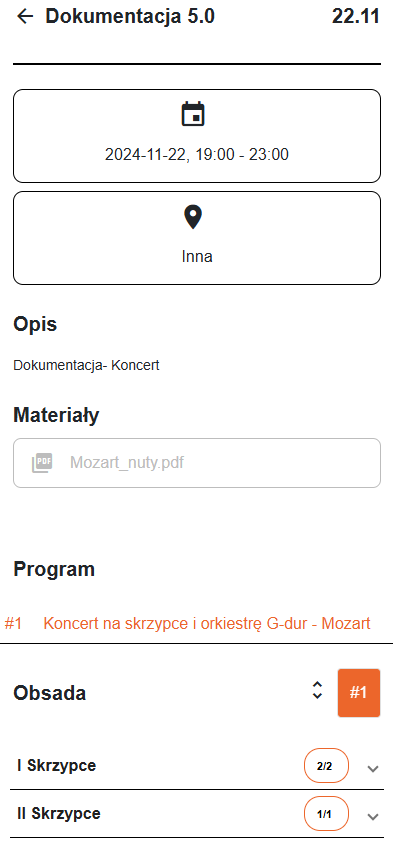 Dokumentacja 5.0 22.11
2024-11-22, 19:00 - 23:00
Inna
Opis
Dokumentacja- Koncert
Materiały
PDF Mozart_nuty.pdf
Program
#1 Koncert na skrzypce i orkiestrę G-dur - Mozart
Obsada #1
I Skrzypce 2/2
II Skrzypce 1/1